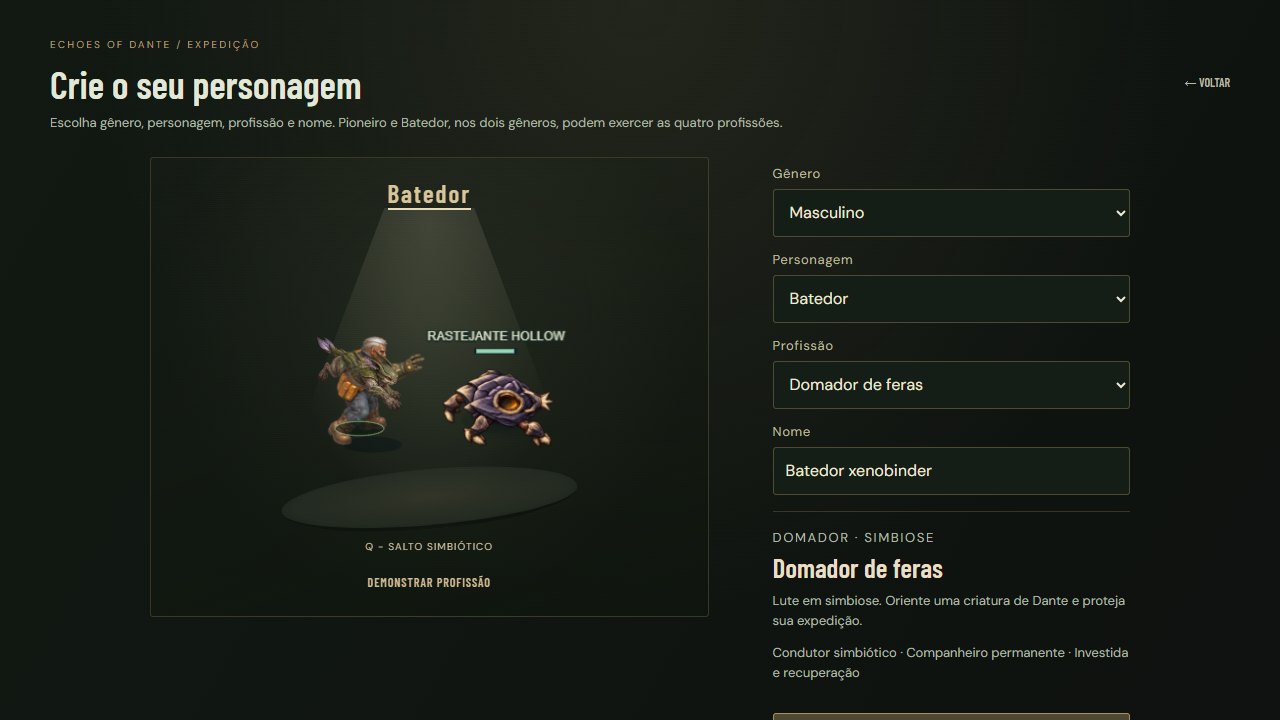 ECHOES OF DANTE / EXPEDIÇÃO
Crie o seu personagem
← VOLTAR
Escolha gênero, personagem, profissão e nome. Pioneiro e Batedor, nos dois gêneros, podem exercer as quatro profissões.
Batedor
RASTEJANTE HOLLOW
Q – SALTO SIMBIÓTICO
DEMONSTRAR PROFISSÃO
Gênero
Masculino
Personagem
Batedor
Profissão
Domador de feras
Nome
Batedor xenobinder
DOMADOR · SIMBIOSE
Domador de feras
Lute em simbiose. Oriente uma criatura de Dante e proteja
sua expedição.
Condutor simbiótico · Companheiro permanente · Investida
e recuperação